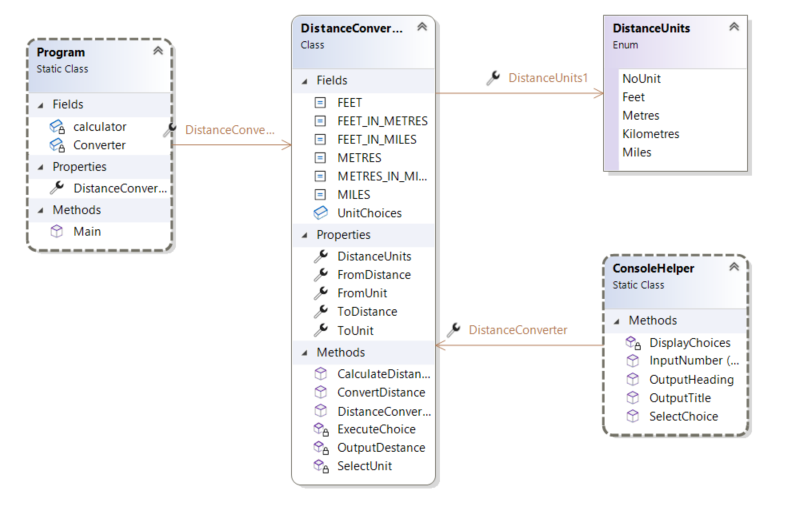 Program
Static Class
Fields
calculator
Converter
Properties
DistanceConver...
Methods
Main
DistanceConve...
DistanceConver...
Class
Fields
FEET
FEET_IN_METRES
FEET_IN_MILES
METRES
METRES_IN_MI...
MILES
UnitChoices
Properties
DistanceUnits
FromDistance
FromUnit
ToDistance
ToUnit
Methods
CalculateDistan...
ConvertDistance
DistanceConver...
ExecuteChoice
OutputDestance
SelectUnit
DistanceUnits1
DistanceUnits
Enum
NoUnit
Feet
Metres
Kilometres
Miles
DistanceConverter
ConsoleHelper
Static Class
Methods
DisplayChoices
InputNumber (...
OutputHeading
OutputTitle
SelectChoice